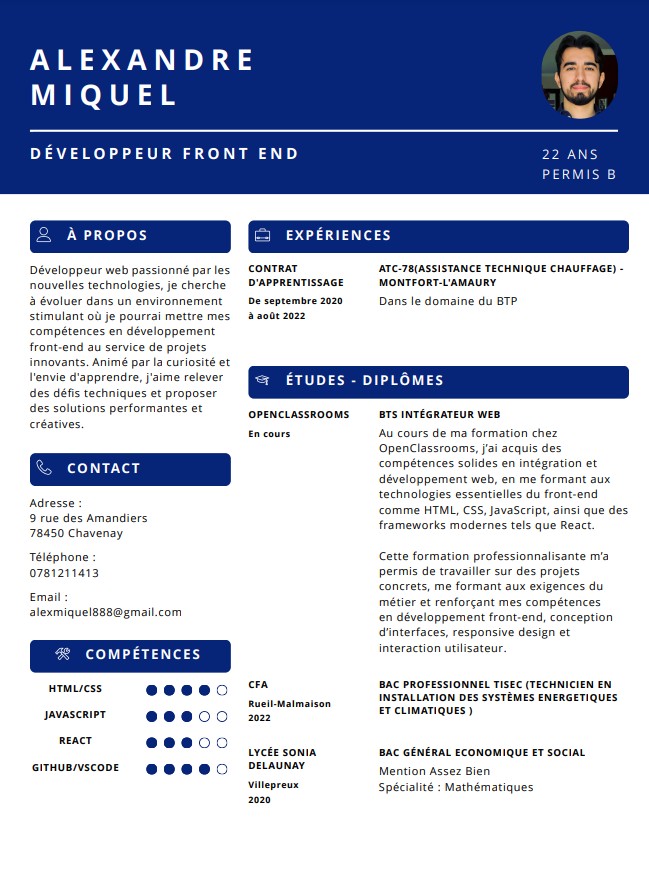 ALEXANDRE
MIQUEL
DÉVELOPPEUR FRONT END
22 ANS
PERMIS B
À PROPOS
Développeur web passionné par les
nouvelles technologies, je cherche
à évoluer dans un environnement
stimulant où je pourrai mettre mes
compétences en développement
front-end au service de projets
innovants. Animé par la curiosité et
l'envie d'apprendre, j'aime relever
des défis techniques et proposer
des solutions performantes et
créatives.
CONTACT
Adresse :
9 rue des Amandiers
78450 Chavenay
Téléphone :
0781211413
Email :
alexmiquel888@gmail.com
COMPÉTENCES
HTML/CSS
JAVASCRIPT
REACT
GITHUB/VSCODE
EXPÉRIENCES
CONTRAT
D'APPRENTISSAGE
De septembre 2020
à août 2022
ATC-78(ASSISTANCE TECHNIQUE CHAUFFAGE) -
MONTFORT-L'AMAURY
Dans le domaine du BTP
ÉTUDES - DIPLÔMES
OPENCLASSROOMS
En cours
BTS INTÉGRATEUR WEB
Au cours de ma formation chez
OpenClassrooms, j’ai acquis des
compétences solides en intégration et
développement web, en me formant aux
technologies essentielles du front-end
comme HTML, CSS, JavaScript, ainsi que des
frameworks modernes tels que React.
Cette formation professionnalisante m’a
permis de travailler sur des projets
concrets, me formant aux exigences du
métier et renforçant mes compétences
en développement front-end, conception
d’interfaces, responsive design et
interaction utilisateur.
CFA
Rueil-Malmaison
2022
BAC PROFESSIONNEL TISEC (TECHNICIEN EN
INSTALLATION DES SYSTÈMES ENERGETIQUES
ET CLIMATIQUES )
LYCÉE SONIA
DELAUNAY
Villepreux
2020
BAC GÉNÉRAL ECONOMIQUE ET SOCIAL
Mention Assez Bien
Spécialité : Mathématiques